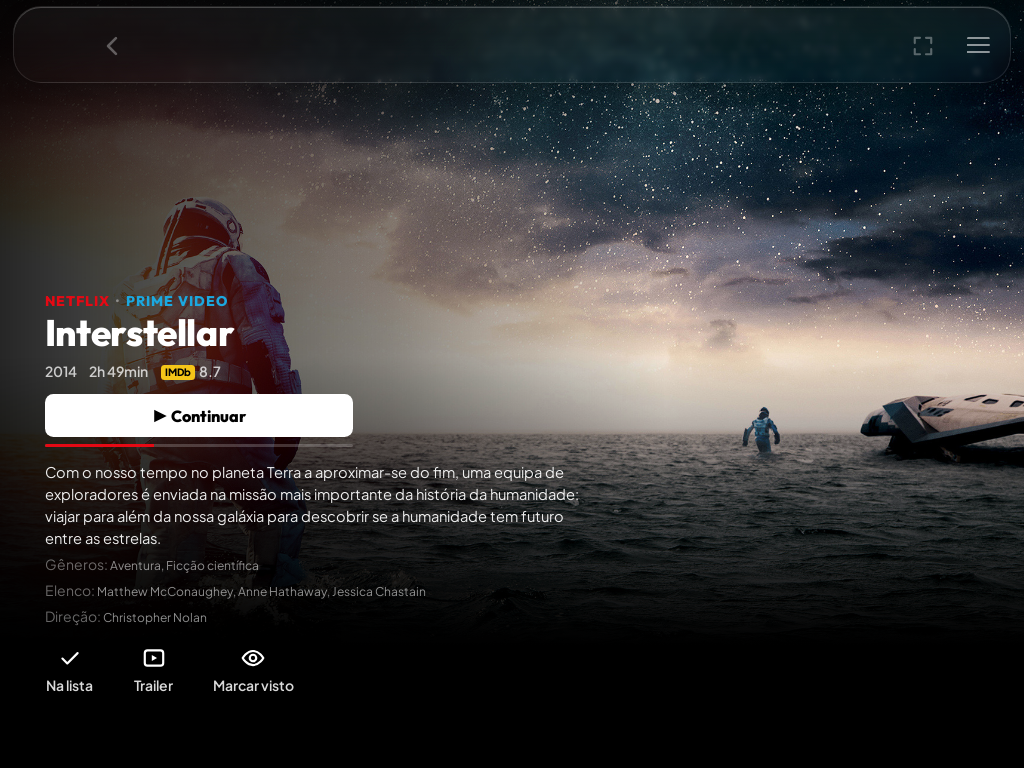 NETFLIX · PRIME VIDEO
Interstellar
2014 2h 49min IMDb 8.7
Continuar
Com o nosso tempo no planeta Terra a aproximar-se do fim, uma equipa de
exploradores é enviada na missão mais importante da história da humanidade;
viajar para além da nossa galáxia para descobrir se a humanidade tem futuro
entre as estrelas.
Gêneros: Aventura, Ficção científica
Elenco: Matthew McConaughey, Anne Hathaway, Jessica Chastain
Direção: Christopher Nolan
Na lista Trailer Marcar visto